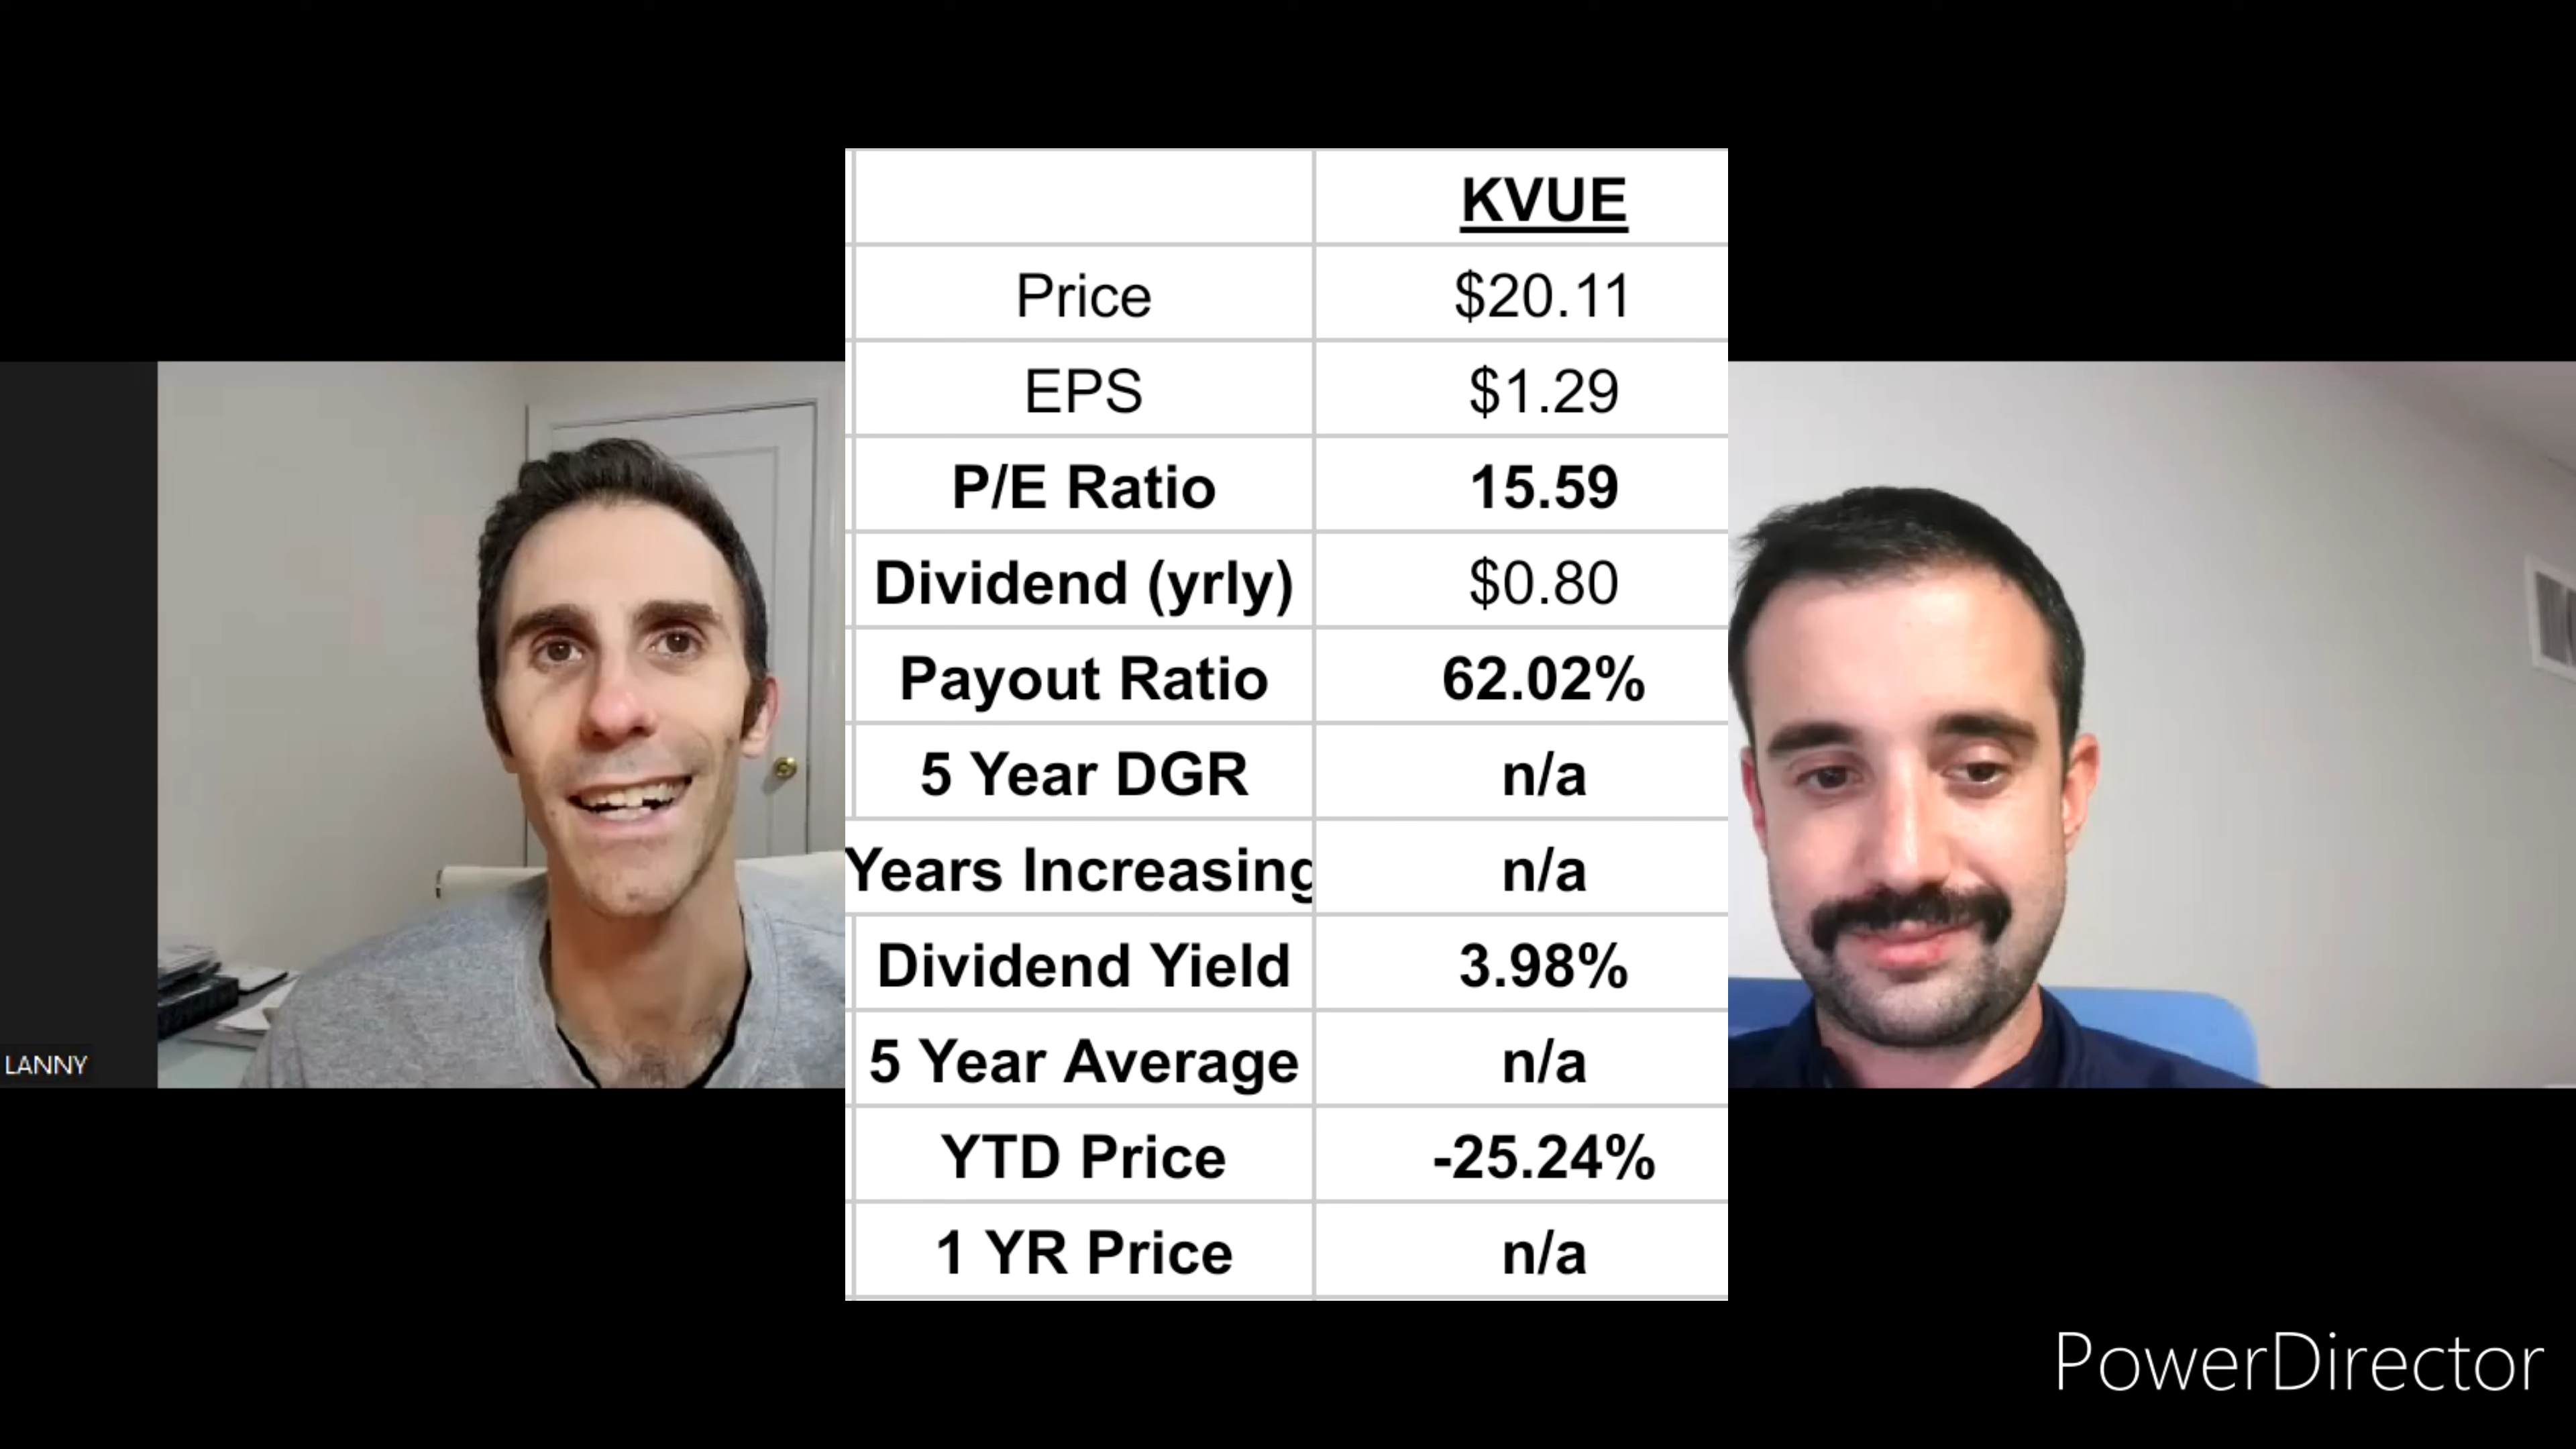 KVUE
Price $20.11
EPS $1.29
P/E Ratio 15.59
Dividend (yrly) $0.80
Payout Ratio 62.02%
5 Year DGR n/a
Years Increasing n/a
Dividend Yield 3.98%
5 Year Average n/a
YTD Price -25.24%
1 YR Price n/a
LANNY
PowerDirector